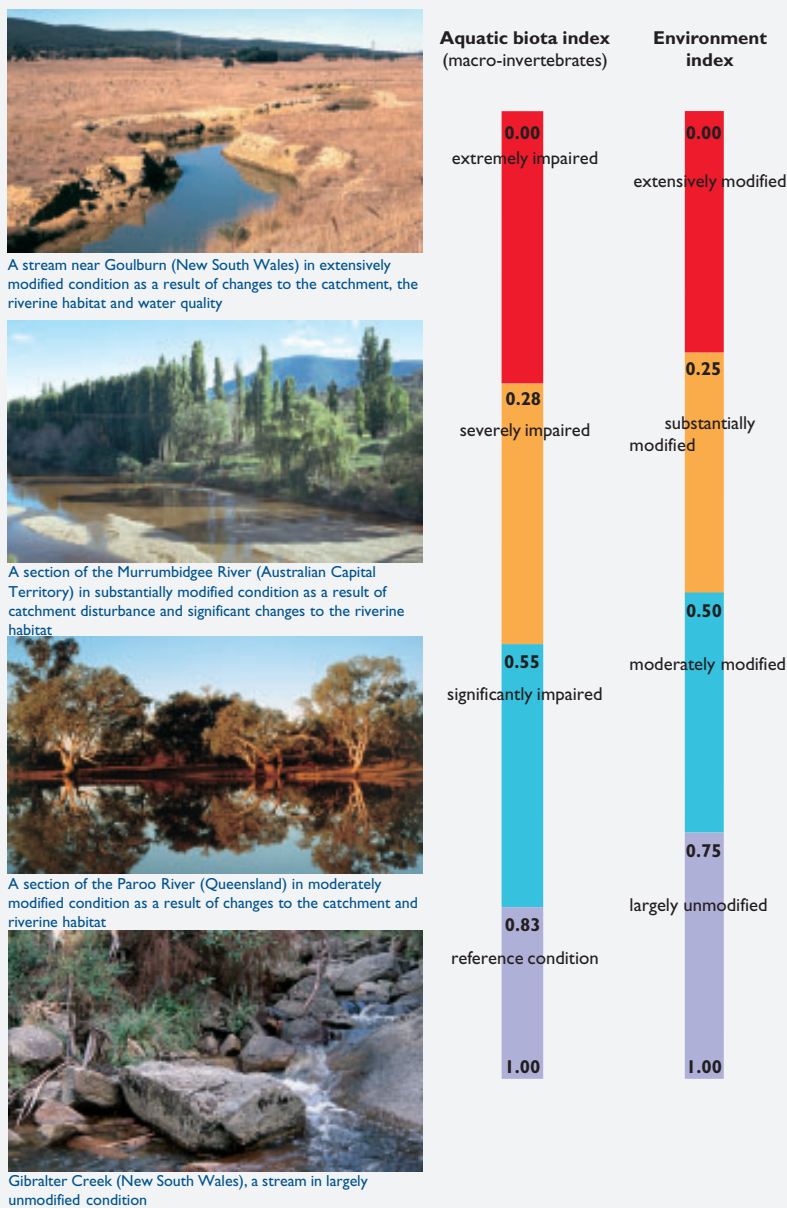 A stream near Goulburn (New South Wales) in extensively
modified condition as a result of changes to the catchment, the
riverine habitat and water quality
A section of the Murrumbidgee River (Australian Capital
Territory) in substantially modified condition as a result of
catchment disturbance and significant changes to the riverine
habitat
A section of the Paroo River (Queensland) in moderately
modified condition as a result of changes to the catchment and
riverine habitat
Gibralter Creek (New South Wales), a stream in largely
unmodified condition
Aquatic biota index
(macro-invertebrates)
0.00
extremely impaired
0.28
severely impaired
0.55
significantly impaired
0.83
reference condition
1.00
Environment
index
0.00
extensively modified
0.25
substantially
modified
0.50
moderately modified
0.75
largely unmodified
1.00